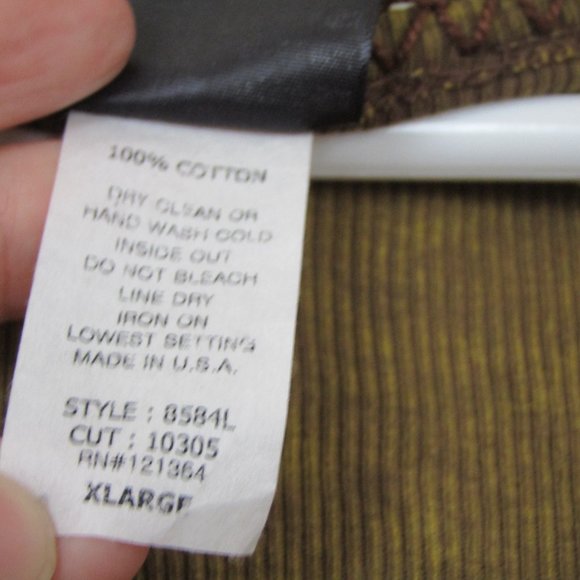 100% COTTON
DRY CLEAN OR
HAND WASH COLD
INSIDE OUT
DO NOT BLEACH
LINE DRY
IRON ON
LOWEST SETTING
MADE IN U.S.A.
STYLE : 8584L
CUT : 10305
RN#121364
XLARGE